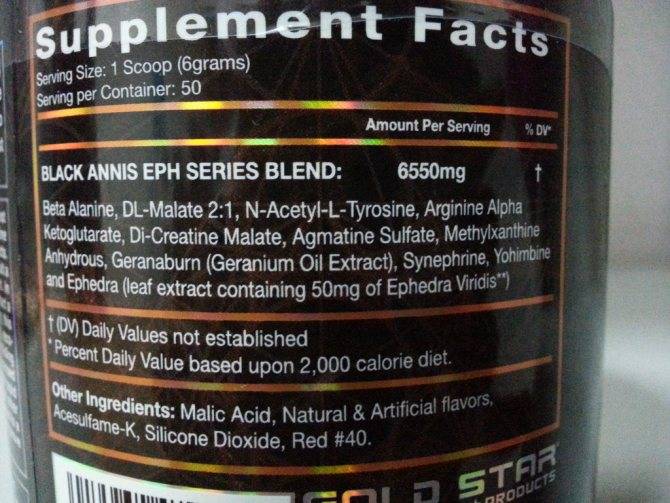 Supplement Facts
Serving Size: 1 Scoop (6grams)
Serving per Container: 50
Amount Per Serving % DV*
BLACK ANNIS EPH SERIES BLEND: 6550mg †
Beta Alanine, DL-Malate 2:1, N-Acetyl-L-Tyrosine, Arginine Alpha
Ketoglutarate, Di-Creatine Malate, Agmatine Sulfate, Methylxanthine
Anhydrous, Geranaburn (Geranium Oil Extract), Synephrine, Yohimbine
and Ephedra (leaf extract containing 50mg of Ephedra Viridis**)
† (DV) Daily Values not established
* Percent Daily Value based upon 2,000 calorie diet.
Other Ingredients: Malic Acid, Natural & Artificial flavors,
Acesulfame-K, Silicone Dioxide, Red #40.
GOLD STAR
PRODUCTS